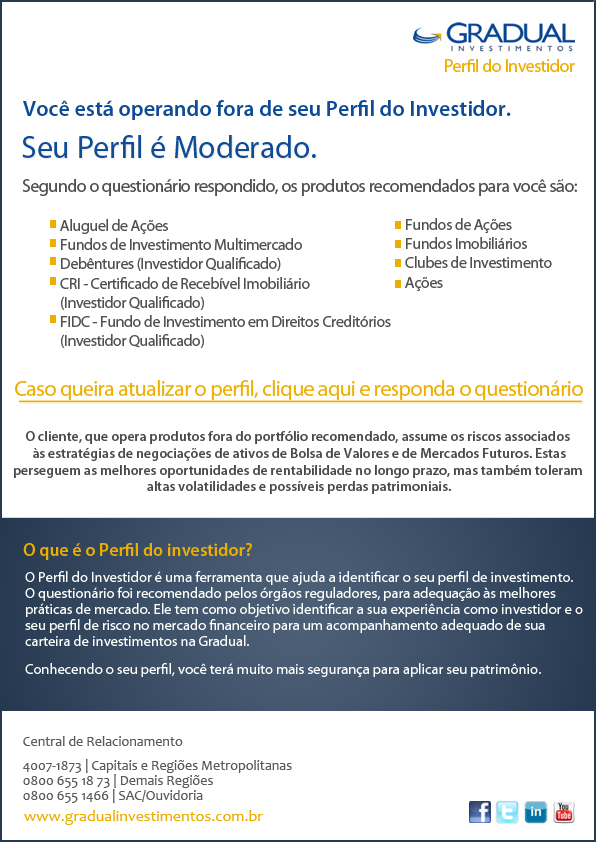 GRADUAL
INVESTIMENTOS
Perfil do Investidor
Você está operando fora de seu Perfil do Investidor.
Seu Perfil é Moderado.
Segundo o questionário respondido, os produtos recomendados para você são:
Aluguel de Ações
Fundos de Investimento Multimercado
Debêntures (Investidor Qualificado)
CRI - Certificado de Recebível Imobiliário
(Investidor Qualificado)
FIDC - Fundo de Investimento em Direitos Creditórios
(Investidor Qualificado)
Fundos de Ações
Fundos Imobiliários
Clubes de Investimento
Ações
Caso queira atualizar o perfil, clique aqui e responda o questionário
O cliente, que opera produtos fora do portfólio recomendado, assume os riscos associados
às estratégias de negociações de ativos de Bolsa de Valores e de Mercados Futuros. Estas
perseguem as melhores oportunidades de rentabilidade no longo prazo, mas também toleram
altas volatilidades e possíveis perdas patrimoniais.
O que é o Perfil do investidor?
O Perfil do Investidor é uma ferramenta que ajuda a identificar o seu perfil de investimento.
O questionário foi recomendado pelos órgãos reguladores, para adequação às melhores
práticas de mercado. Ele tem como objetivo identificar a sua experiência como investidor e o
seu perfil de risco no mercado financeiro para um acompanhamento adequado de sua
carteira de investimentos na Gradual.
Conhecendo o seu perfil, você terá muito mais segurança para aplicar seu patrimônio.
Central de Relacionamento
4007-1873 | Capitais e Regiões Metropolitanas
0800 655 18 73 | Demais Regiões
0800 655 1466 | SAC/Ouvidoria
www.gradualinvestimentos.com.br
f
t
in
You
Tube